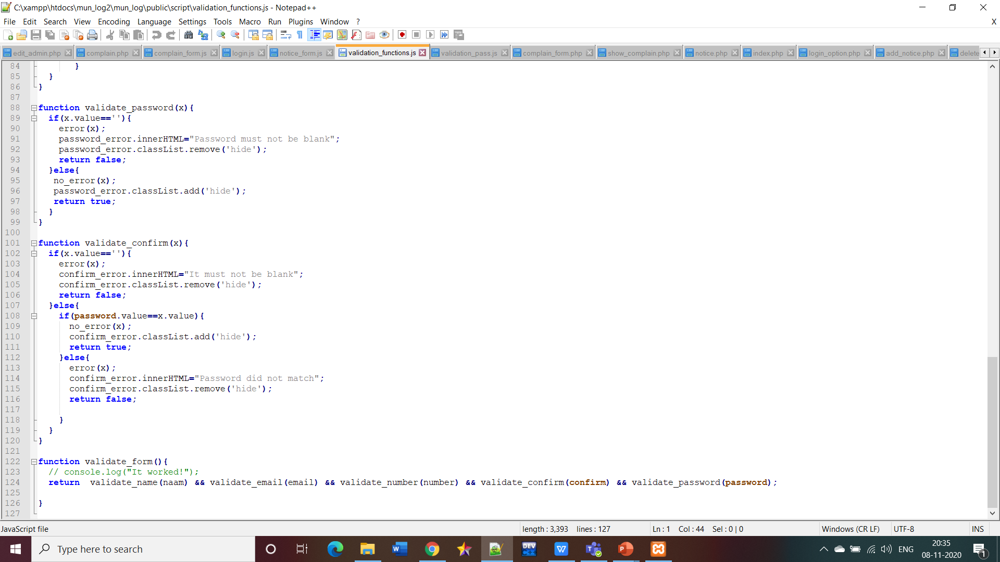 C:\xampp\htdocs\mun_log2\mun_log\public\script\validation_functions.js - Notepad++
File Edit Search View Encoding Language Settings Tools Macro Run Plugins Window ? X
edit_admin.php complain.php complain_form.js login.js notice_form.js validation_functions.js validation_pass.js complain_form.php show_complain.php notice.php index.php login_option.php add_notice.php delete
84 }
85 }
86 }
87
88 function validate_password(x){
89 if(x.value==''){
90 error(x);
91 password_error.innerHTML="Password must not be blank";
92 password_error.classList.remove('hide');
93 return false;
94 }else{
95 no_error(x);
96 password_error.classList.add('hide');
97 return true;
98 }
99 }
100
101 function validate_confirm(x){
102 if(x.value==''){
103 error(x);
104 confirm_error.innerHTML="It must not be blank";
105 confirm_error.classList.remove('hide');
106 return false;
107 }else{
108 if(password.value==x.value){
109 no_error(x);
110 confirm_error.classList.add('hide');
111 return true;
112 }else{
113 error(x);
114 confirm_error.innerHTML="Password did not match";
115 confirm_error.classList.remove('hide');
116 return false;
117
118 }
119 }
120 }
121
122 function validate_form(){
123 // console.log("It worked!");
124 return  validate_name(naam) && validate_email(email) && validate_number(number) && validate_confirm(confirm) && validate_password(password);
125
126 }
127
JavaScript file length : 3,393 lines : 127 Ln : 1 Col : 44 Sel : 0 | 0 Windows (CR LF) UTF-8 INS
Type here to search DEV C++ ENG 20:35
08-11-2020 1